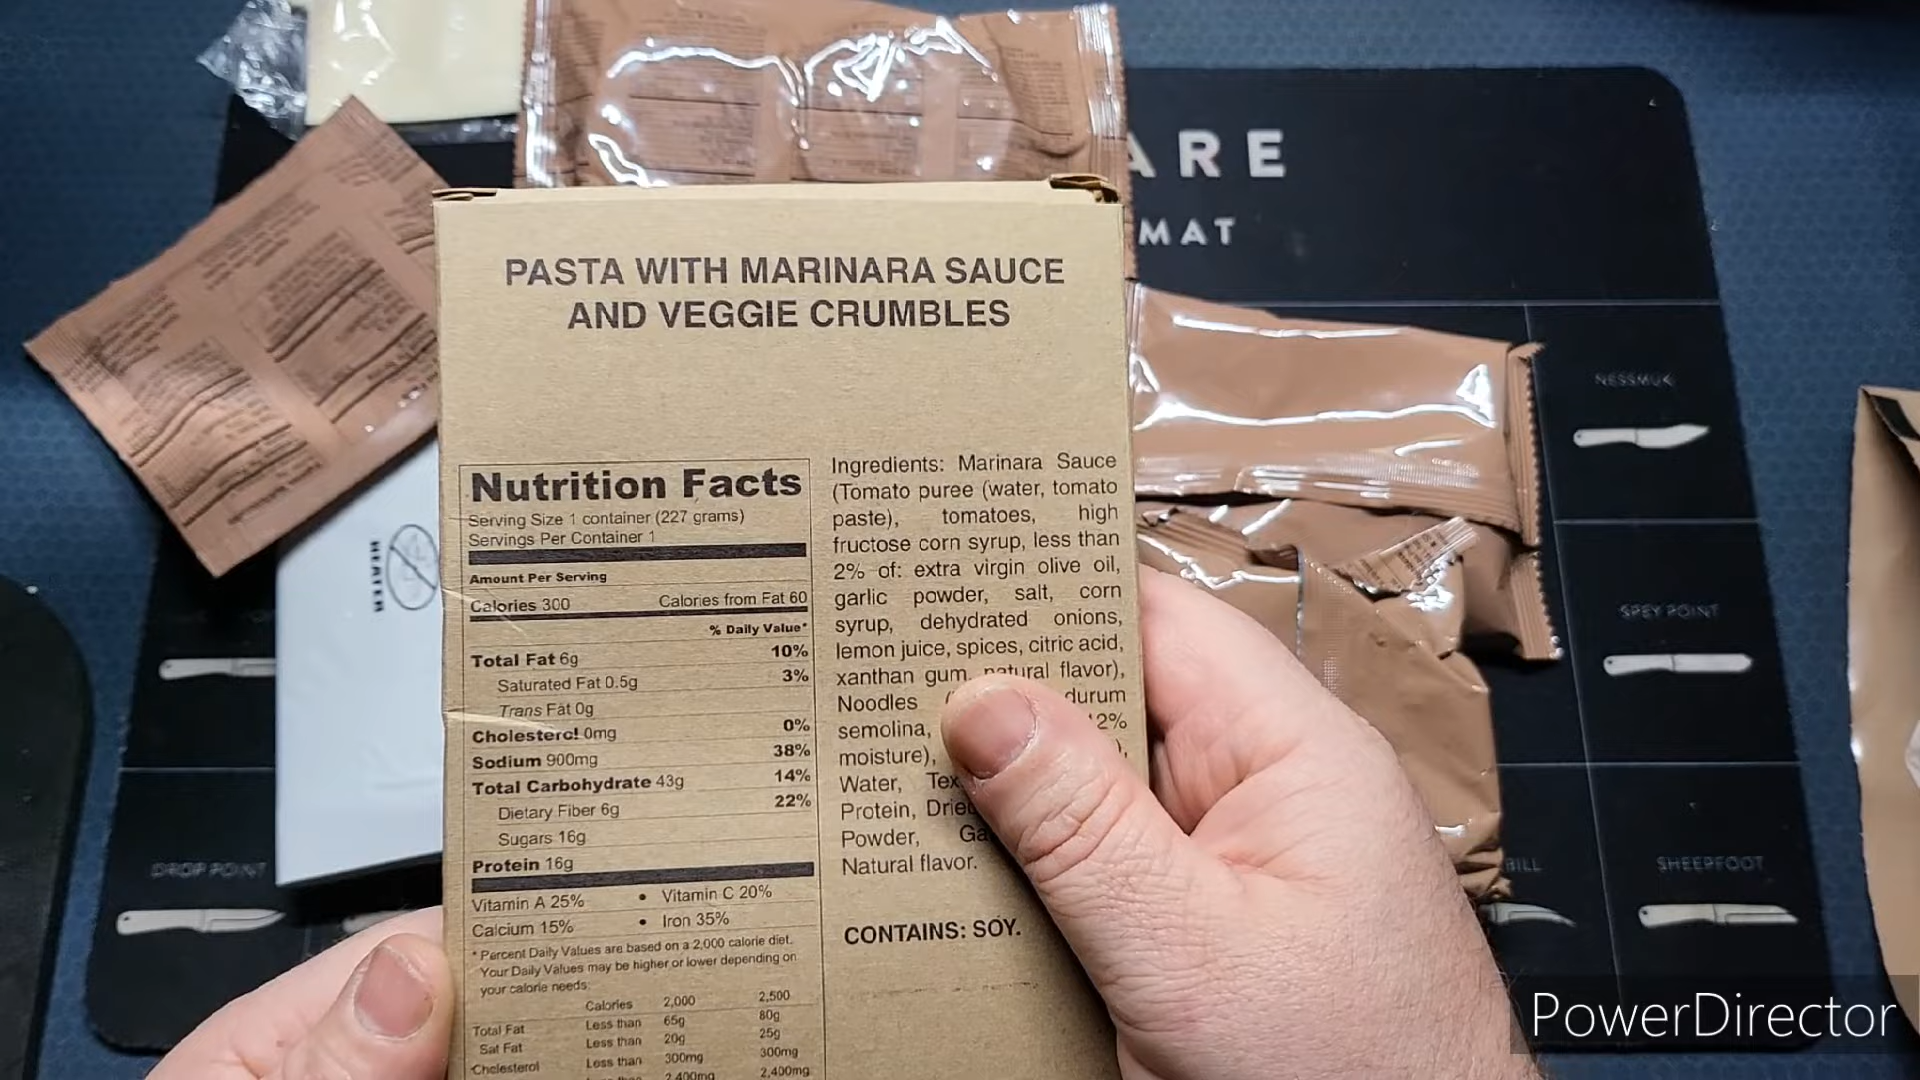 ARE
MAT
PASTA WITH MARINARA SAUCE
AND VEGGIE CRUMBLES
Nutrition Facts
Serving Size 1 container (227 grams)
Servings Per Container 1
Amount Per Serving
Calories 300 Calories from Fat 60
% Daily Value*
Total Fat 6g 10%
Saturated Fat 0.5g 3%
Trans Fat 0g
Cholesterol 0mg 0%
Sodium 900mg 38%
Total Carbohydrate 43g 14%
Dietary Fiber 6g 22%
Sugars 16g
Protein 16g
Vitamin A 25% • Vitamin C 20%
Calcium 15% • Iron 35%
* Percent Daily Values are based on a 2,000 calorie diet.
Your Daily Values may be higher or lower depending on
your calorie needs:
Calories 2,000 2,500
Total Fat Less than 65g 80g
Sat Fat Less than 20g 25g
Cholesterol Less than 300mg 300mg
2,400mg 2,400mg
Ingredients: Marinara Sauce
(Tomato puree (water, tomato
paste), tomatoes, high
fructose corn syrup, less than
2% of: extra virgin olive oil,
garlic powder, salt, corn
syrup, dehydrated onions,
lemon juice, spices, citric acid,
xanthan gum, natural flavor),
Noodles durum
semolina, 2%
moisture),
Water,
Protein,
Powder,
Natural flavor.
CONTAINS: SOY.
HEATER
NESSMUK
SPEY POINT
DROP POINT
BILL
SHEEPFOOT
PowerDirector